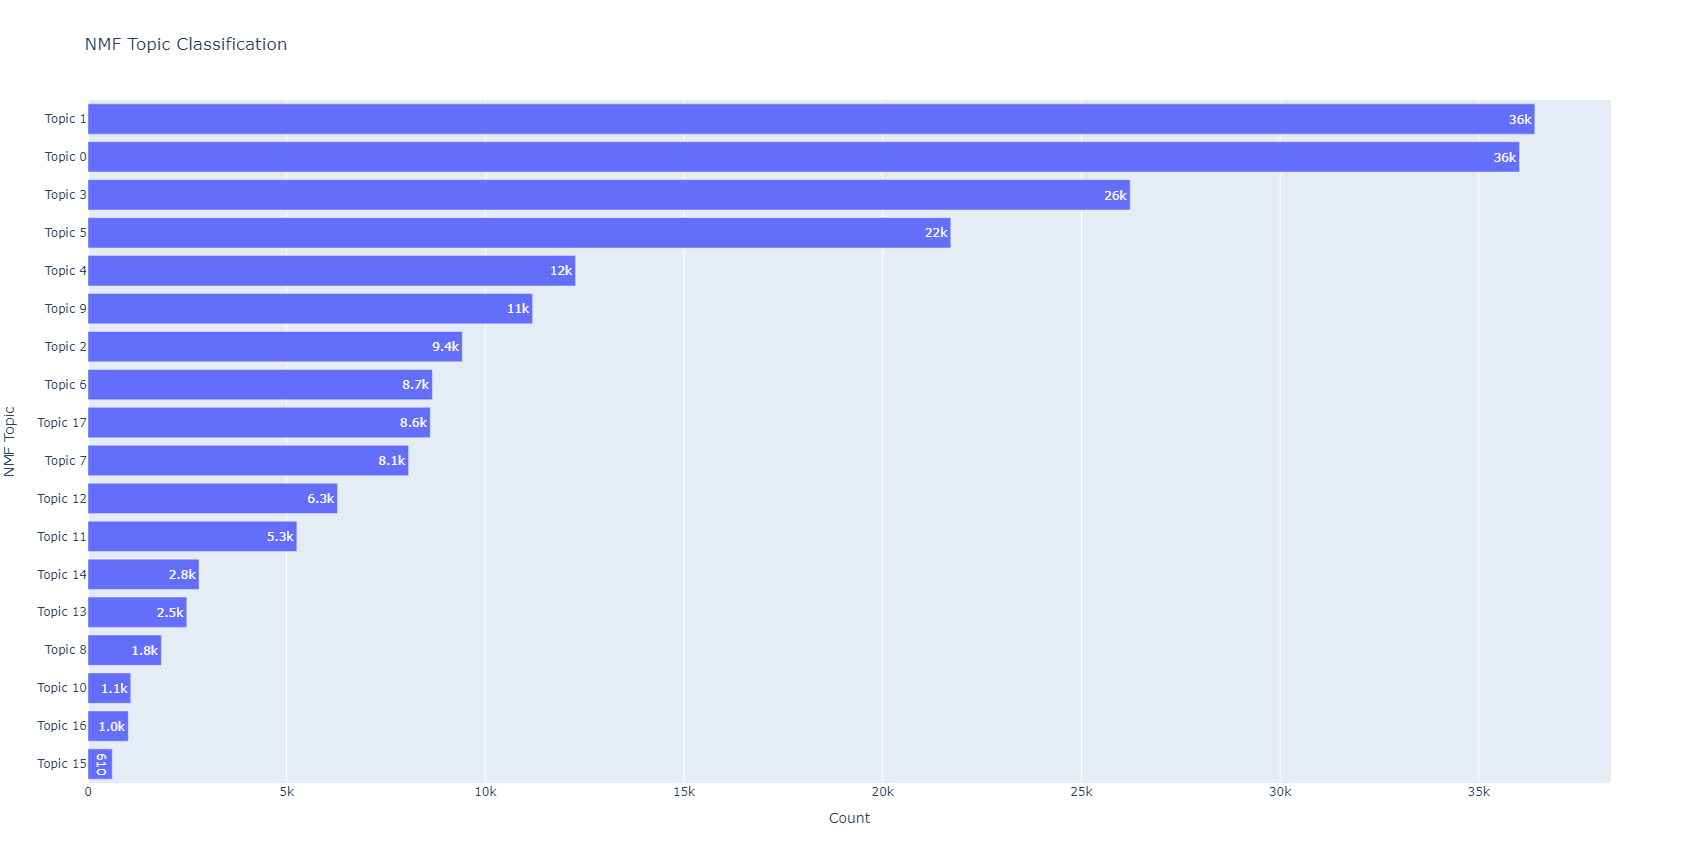 NMF Topic Classification
NMF Topic
Topic 1 36k
Topic 0 36k
Topic 3 26k
Topic 5 22k
Topic 4 12k
Topic 9 11k
Topic 2 9.4k
Topic 6 8.7k
Topic 17 8.6k
Topic 7 8.1k
Topic 12 6.3k
Topic 11 5.3k
Topic 14 2.8k
Topic 13 2.5k
Topic 8 1.8k
Topic 10 1.1k
Topic 16 1.0k
Topic 15 610
0 5k 10k 15k 20k 25k 30k 35k
Count